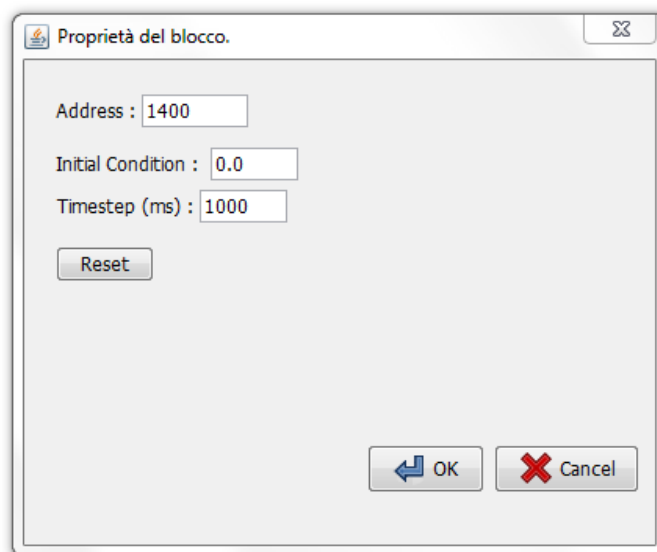 Proprietà del blocco.
Address : 1400
Initial Condition : 0.0
Timestep (ms) : 1000
Reset
OK Cancel